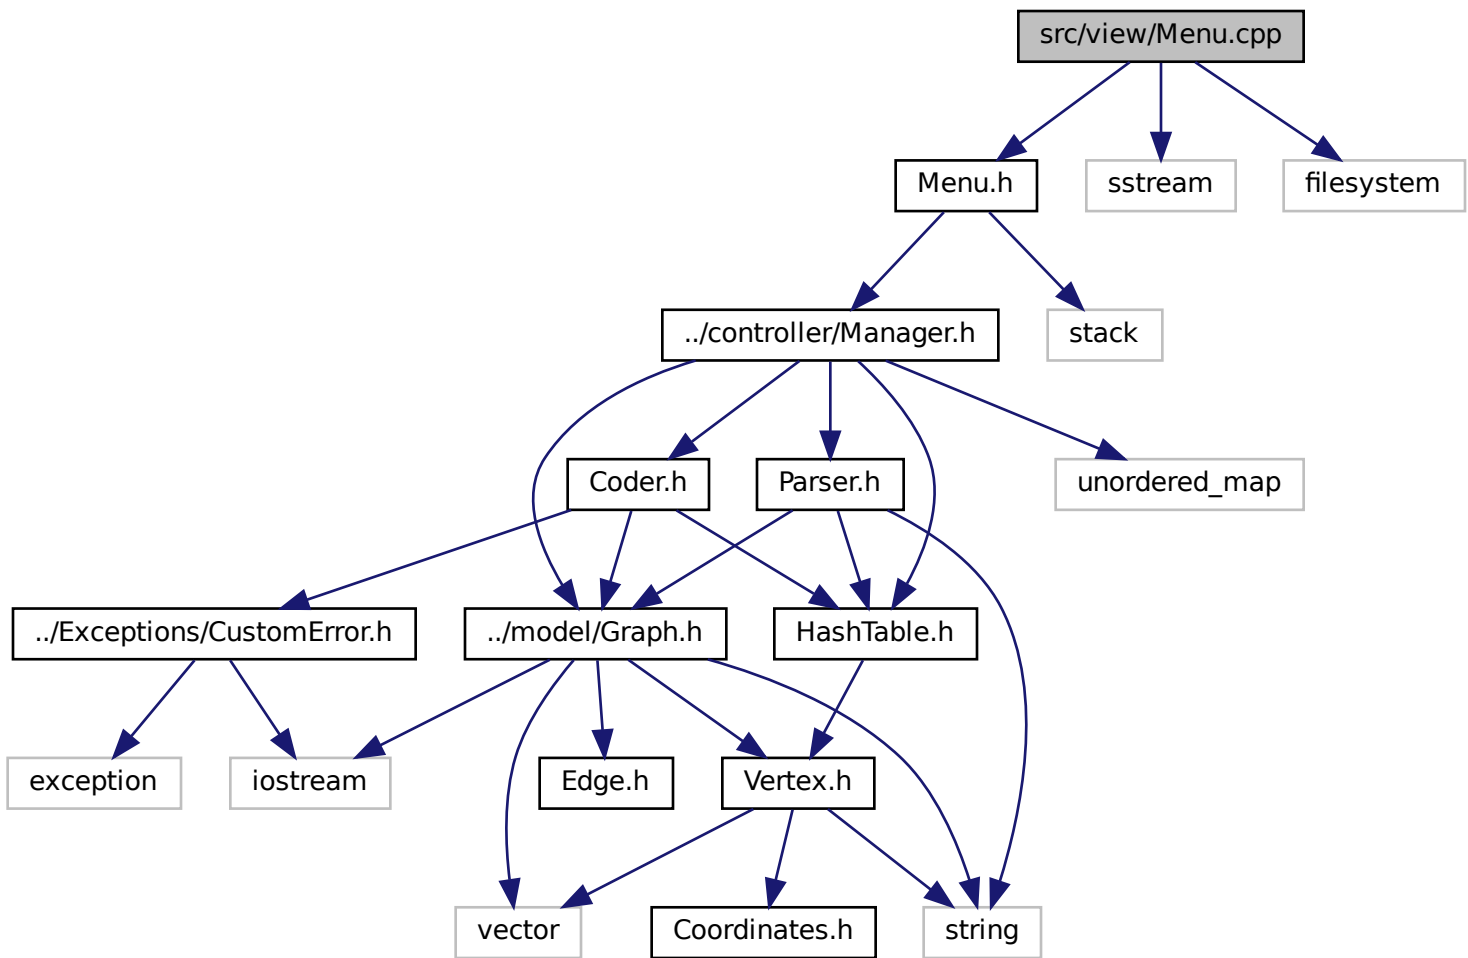 src/view/Menu.cpp
Menu.h
sstream
filesystem
../controller/Manager.h
stack
Coder.h
Parser.h
unordered_map
../Exceptions/CustomError.h
../model/Graph.h
HashTable.h
exception
iostream
Edge.h
Vertex.h
vector
Coordinates.h
string